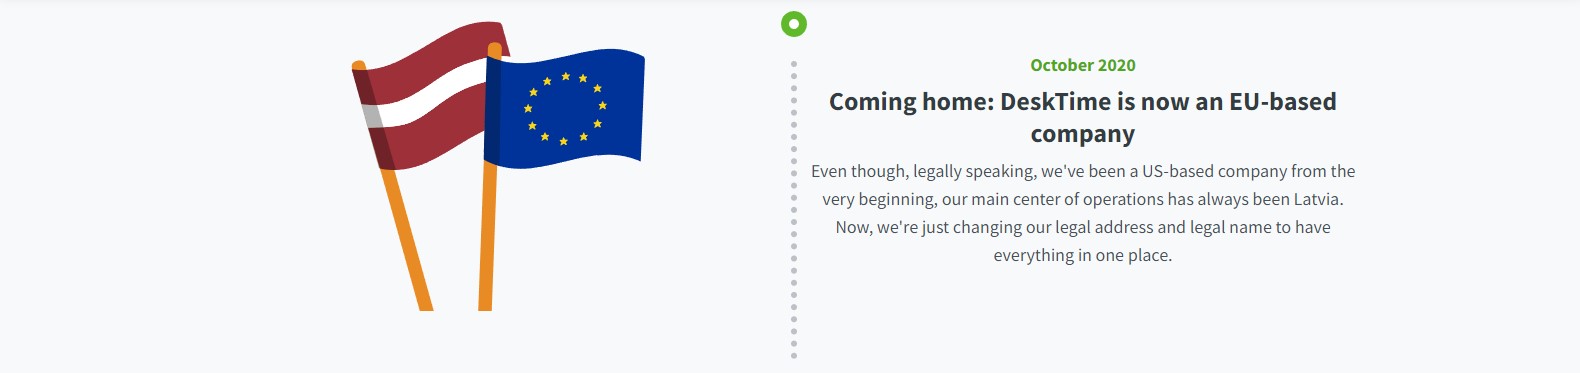 October 2020
Coming home: DeskTime is now an EU-based
company
Even though, legally speaking, we've been a US-based company from the
very beginning, our main center of operations has always been Latvia.
Now, we're just changing our legal address and legal name to have
everything in one place.